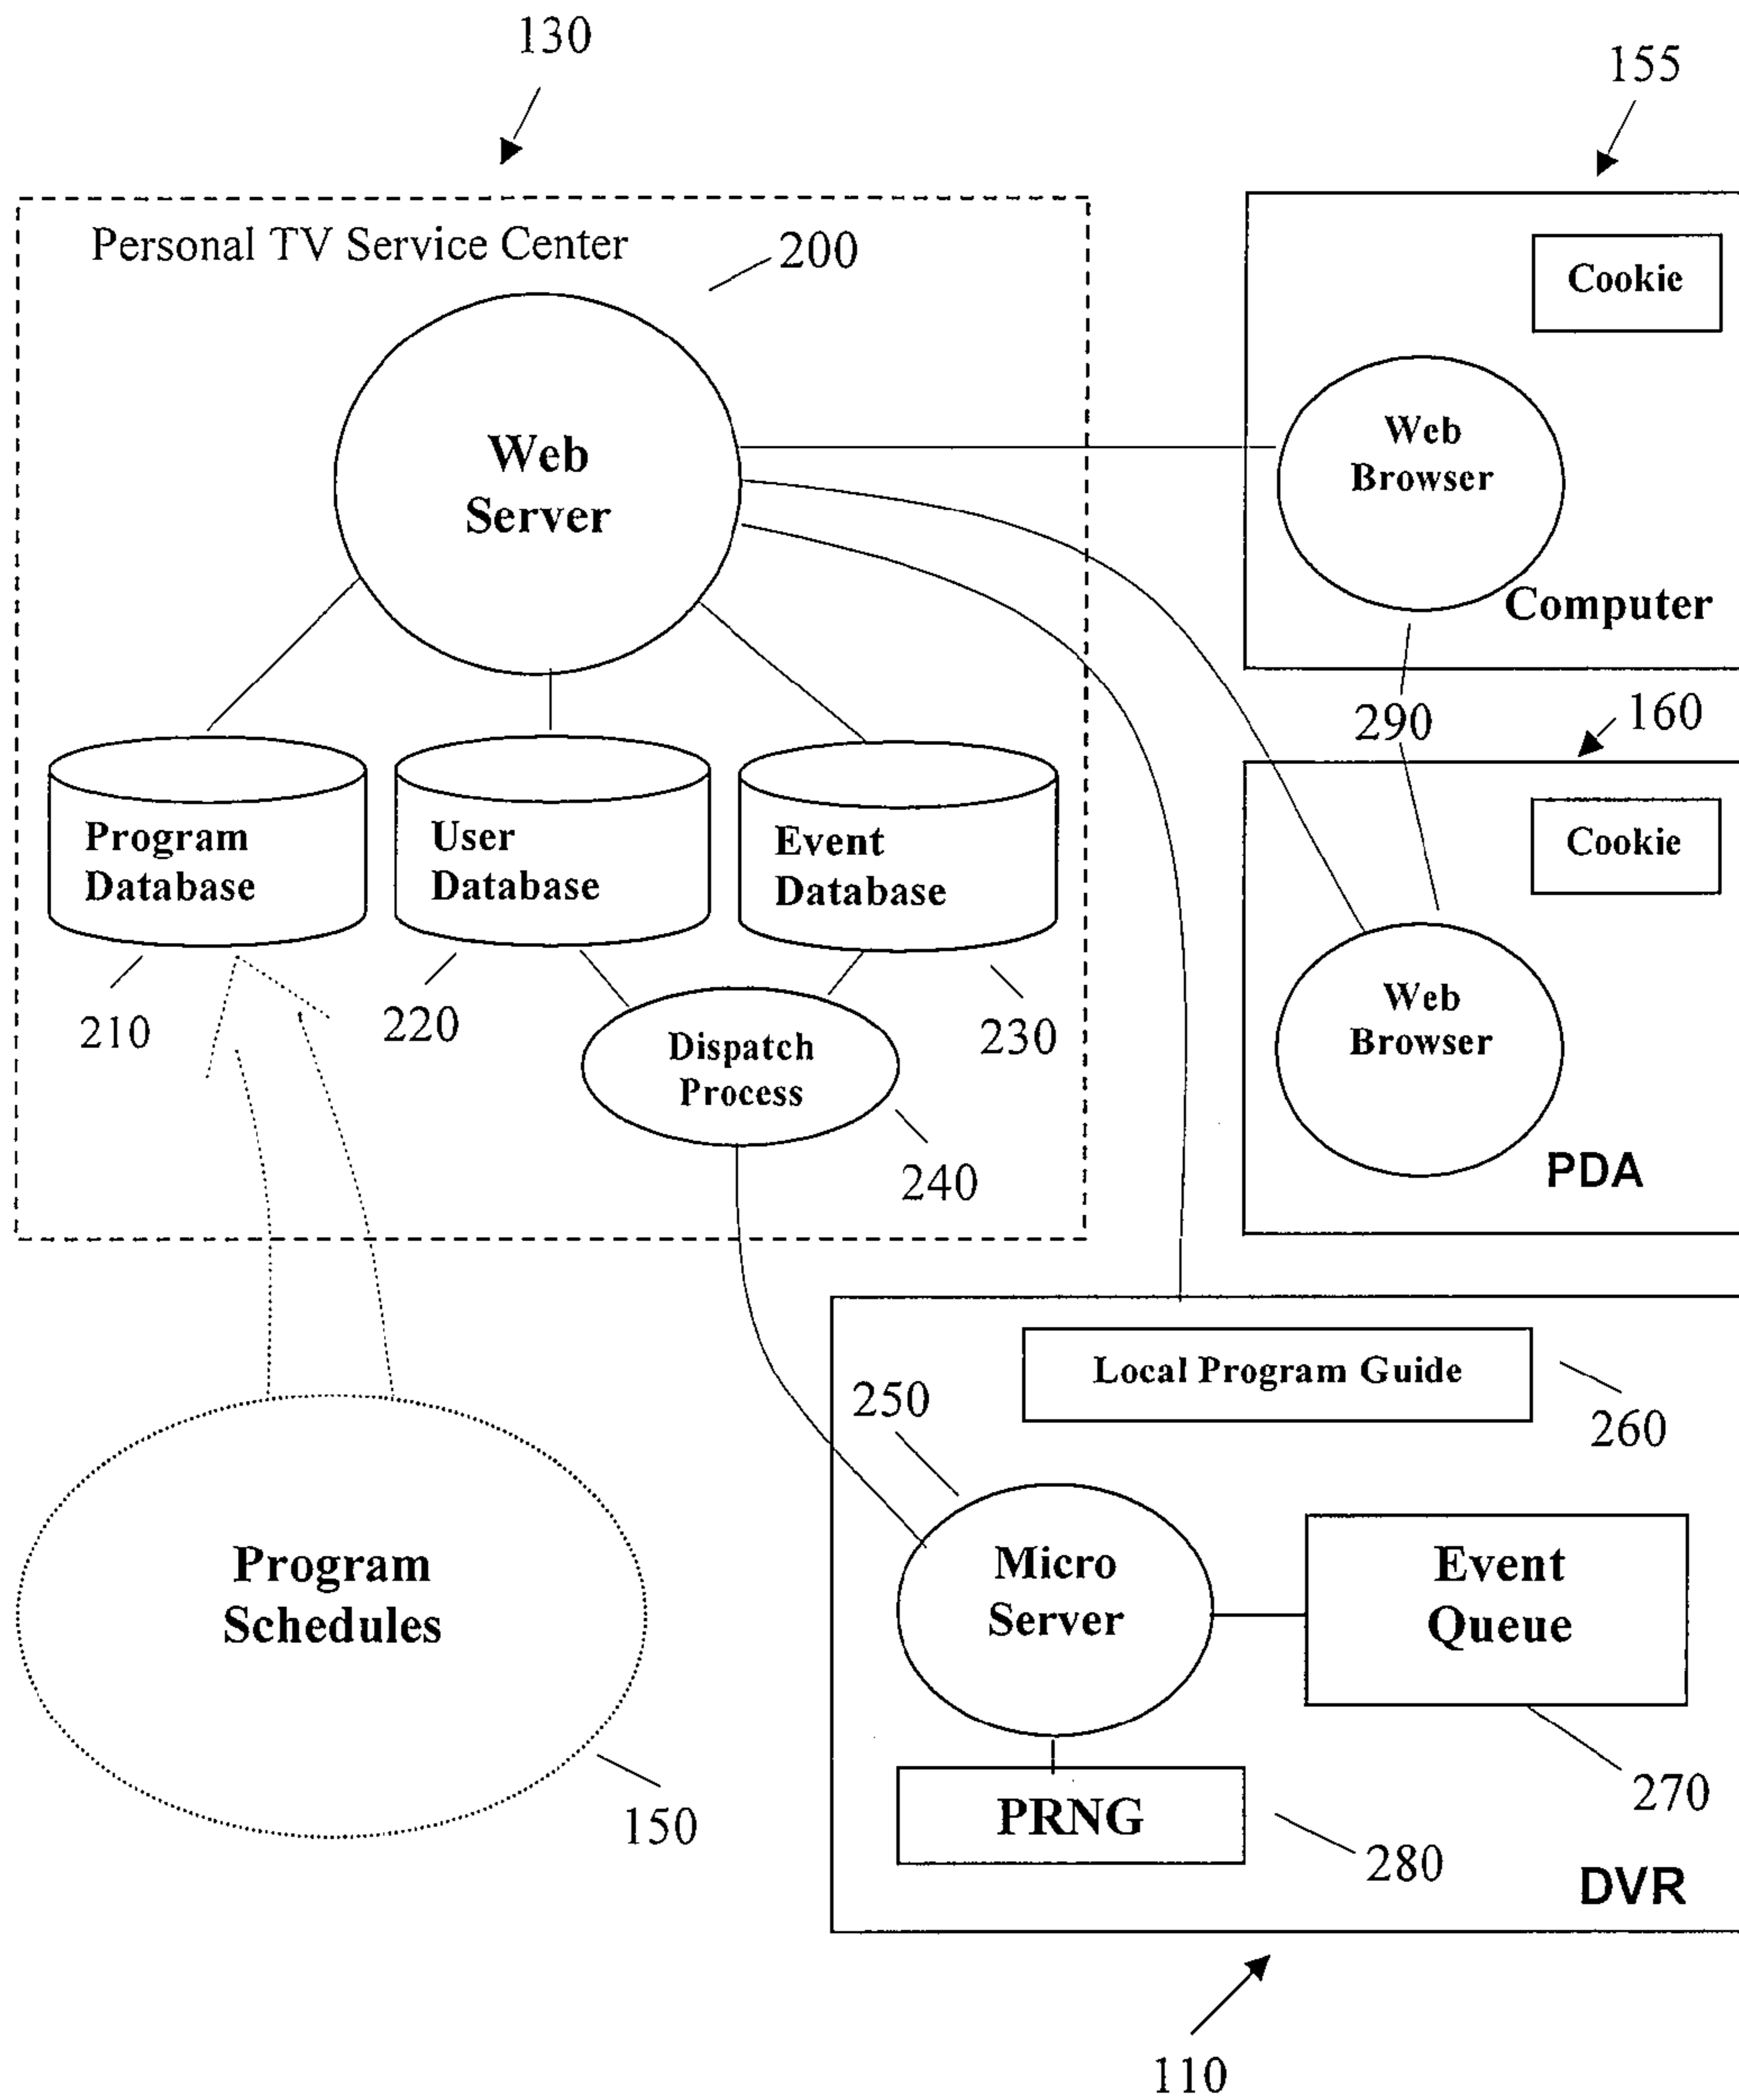 130
155
Personal TV Service Center
200
Cookie
Web
Server
Web
Browser
Computer
290
160
Program
Database
User
Database
Event
Database
Cookie
210
220
230
Dispatch
Process
240
Web
Browser
PDA
Local Program Guide
250
260
Program
Schedules
Micro
Server
Event
Queue
150
PRNG
270
280
DVR
110